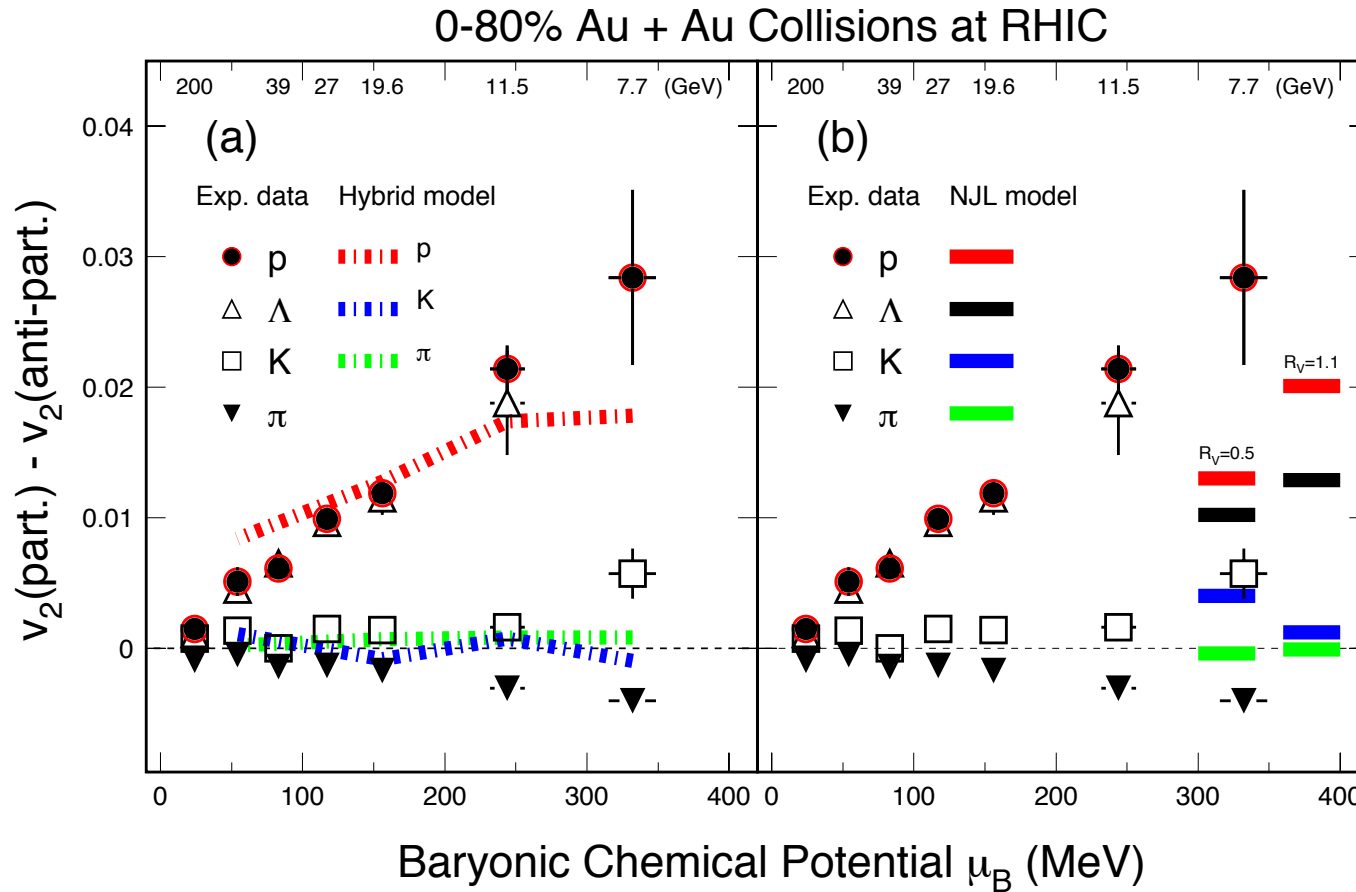 0-80% Au + Au Collisions at RHIC
200 39 27 19.6 11.5 7.7 (GeV)
(a)
Exp. data Hybrid model
p p
Λ K
K π
π
200 39 27 19.6 11.5 7.7 (GeV)
(b)
Exp. data NJL model
p
Λ
K
π
R_V=1.1
R_V=0.5
0.04
0.03
0.02
0.01
0
v_2(part.) - v_2(anti-part.)
0 100 200 300 400
0 100 200 300 400
Baryonic Chemical Potential μ_B (MeV)